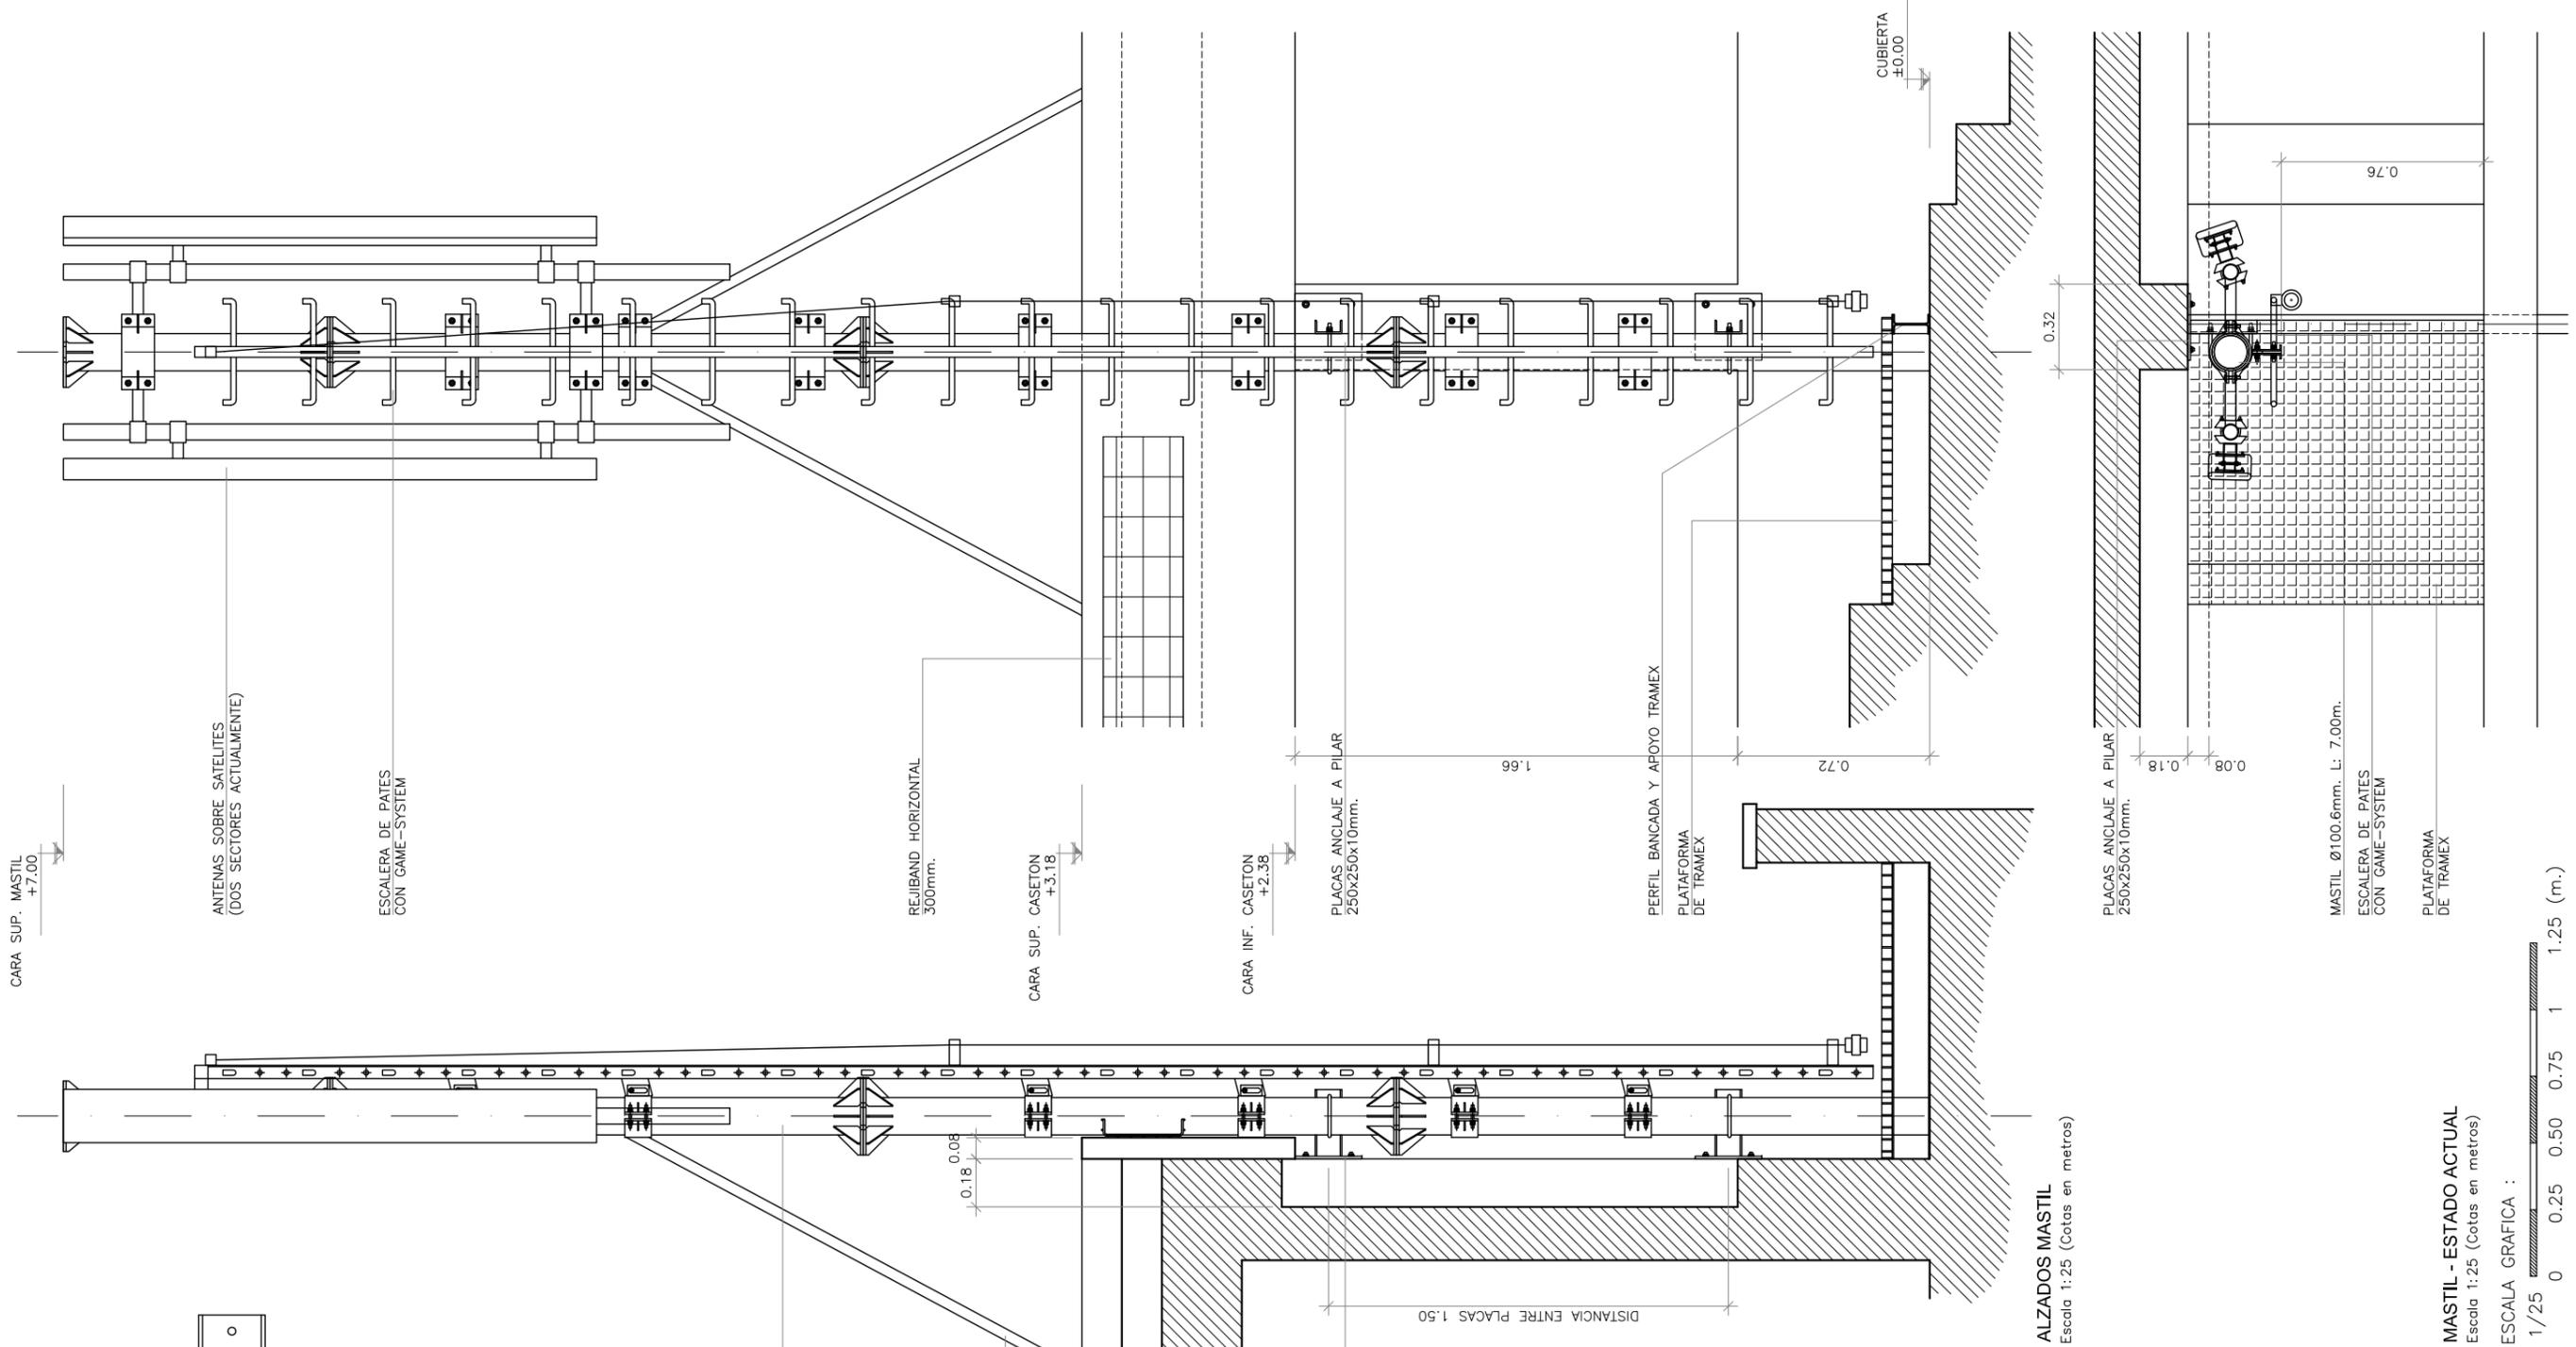 CARA SUP. MASTIL
+7.00
ANTENAS SOBRE SATELITES
(DOS SECTORES ACTUALMENTE)
ESCALERA DE PATES
CON GAME-SYSTEM
REJIBAND HORIZONTAL
300mm.
CARA SUP. CASETON
+3.18
CARA INF. CASETON
+2.38
PLACAS ANCLAJE A PILAR
250x250x10mm.
PERFIL BANCADA Y APOYO TRAMEX
PLATAFORMA
DE TRAMEX
CUBIERTA
±0.00
1.66
0.72
0.18
0.08
DISTANCIA ENTRE PLACAS 1.50
ALZADOS MASTIL
Escala 1:25 (Cotas en metros)
0.32
0.76
0.18
0.08
PLACAS ANCLAJE A PILAR
250x250x10mm.
MASTIL Ø100.6mm. L: 7.00m.
ESCALERA DE PATES
CON GAME-SYSTEM
PLATAFORMA
DE TRAMEX
MASTIL - ESTADO ACTUAL
Escala 1:25 (Cotas en metros)
ESCALA GRAFICA :
1/25
0 0.25 0.50 0.75 1 1.25 (m.)